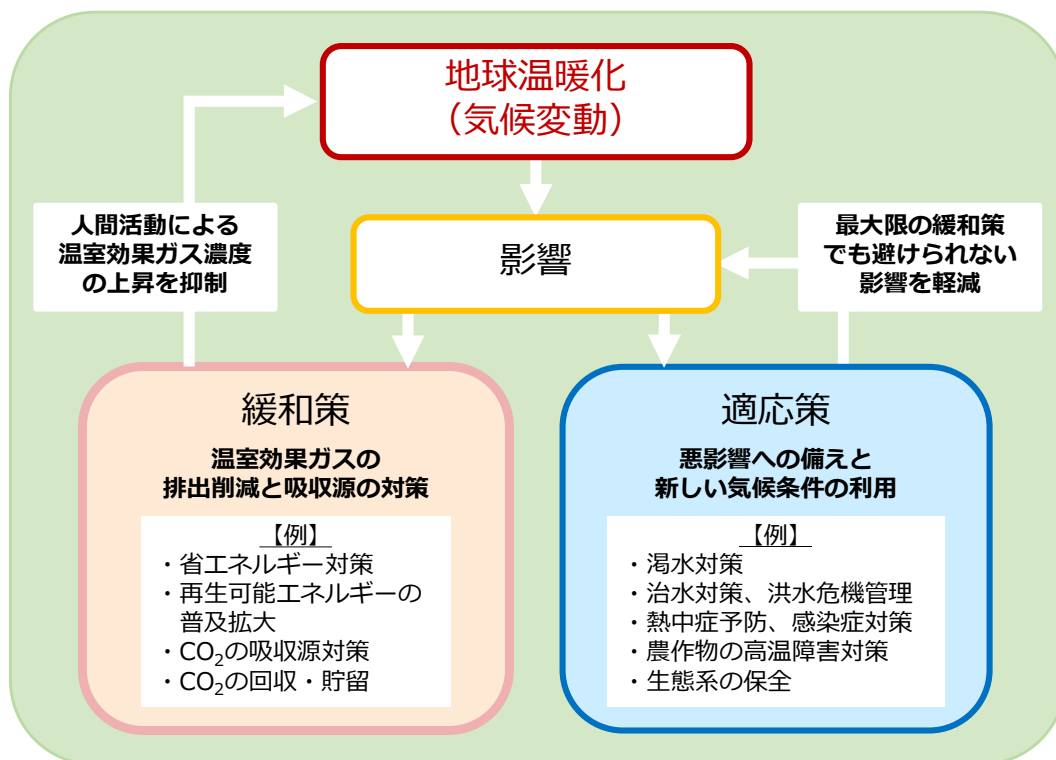 地球温暖化
（気候変動）
人間活動による
温室効果ガス濃度
の上昇を抑制
影響
最大限の緩和策
でも避けられない
影響を軽減
緩和策
温室効果ガスの
排出削減と吸収源の対策
【例】
・省エネルギー対策
・再生可能エネルギーの
普及拡大
・CO₂の吸収源対策
・CO₂の回収・貯留
適応策
悪影響への備えと
新しい気候条件の利用
【例】
・渇水対策
・治水対策、洪水危機管理
・熱中症予防、感染症対策
・農作物の高温障害対策
・生態系の保全